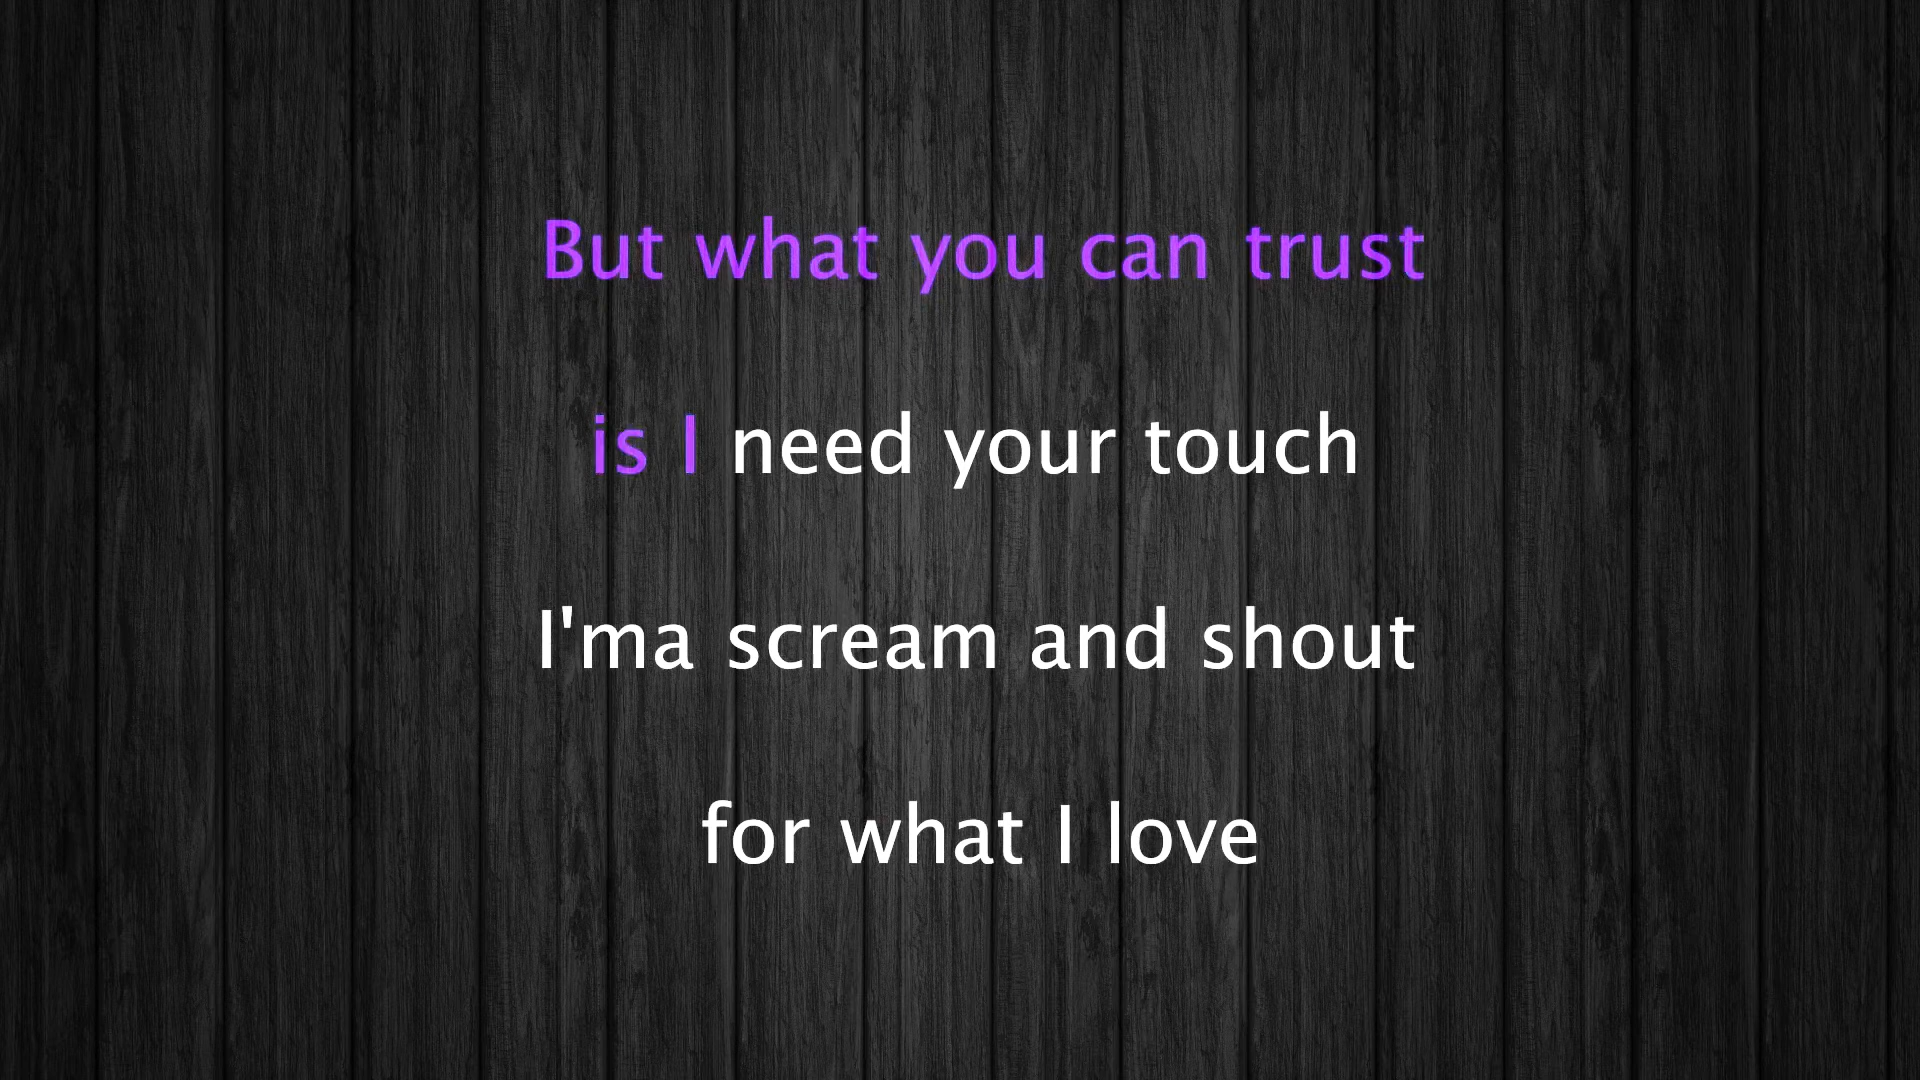 But what you can trust
is I need your touch
I'ma scream and shout
for what I love